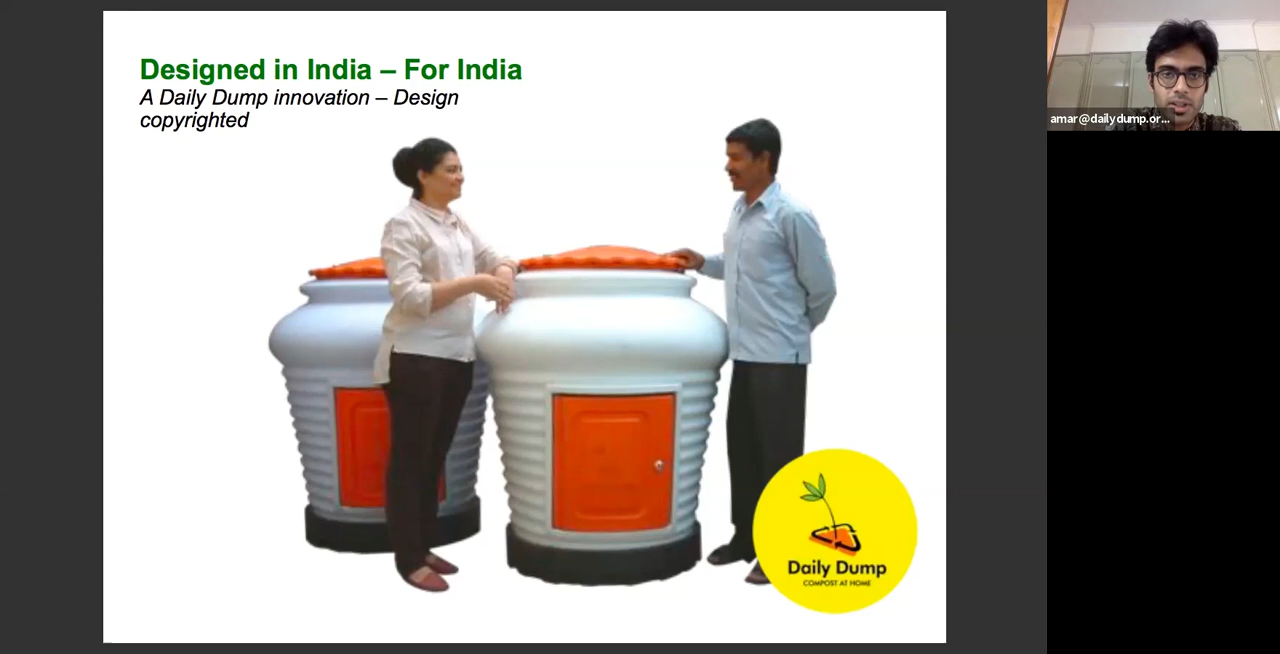 Designed in India – For India
A Daily Dump innovation – Design
copyrighted
amar@dailydump.or...
Daily Dump
COMPOST AT HOME